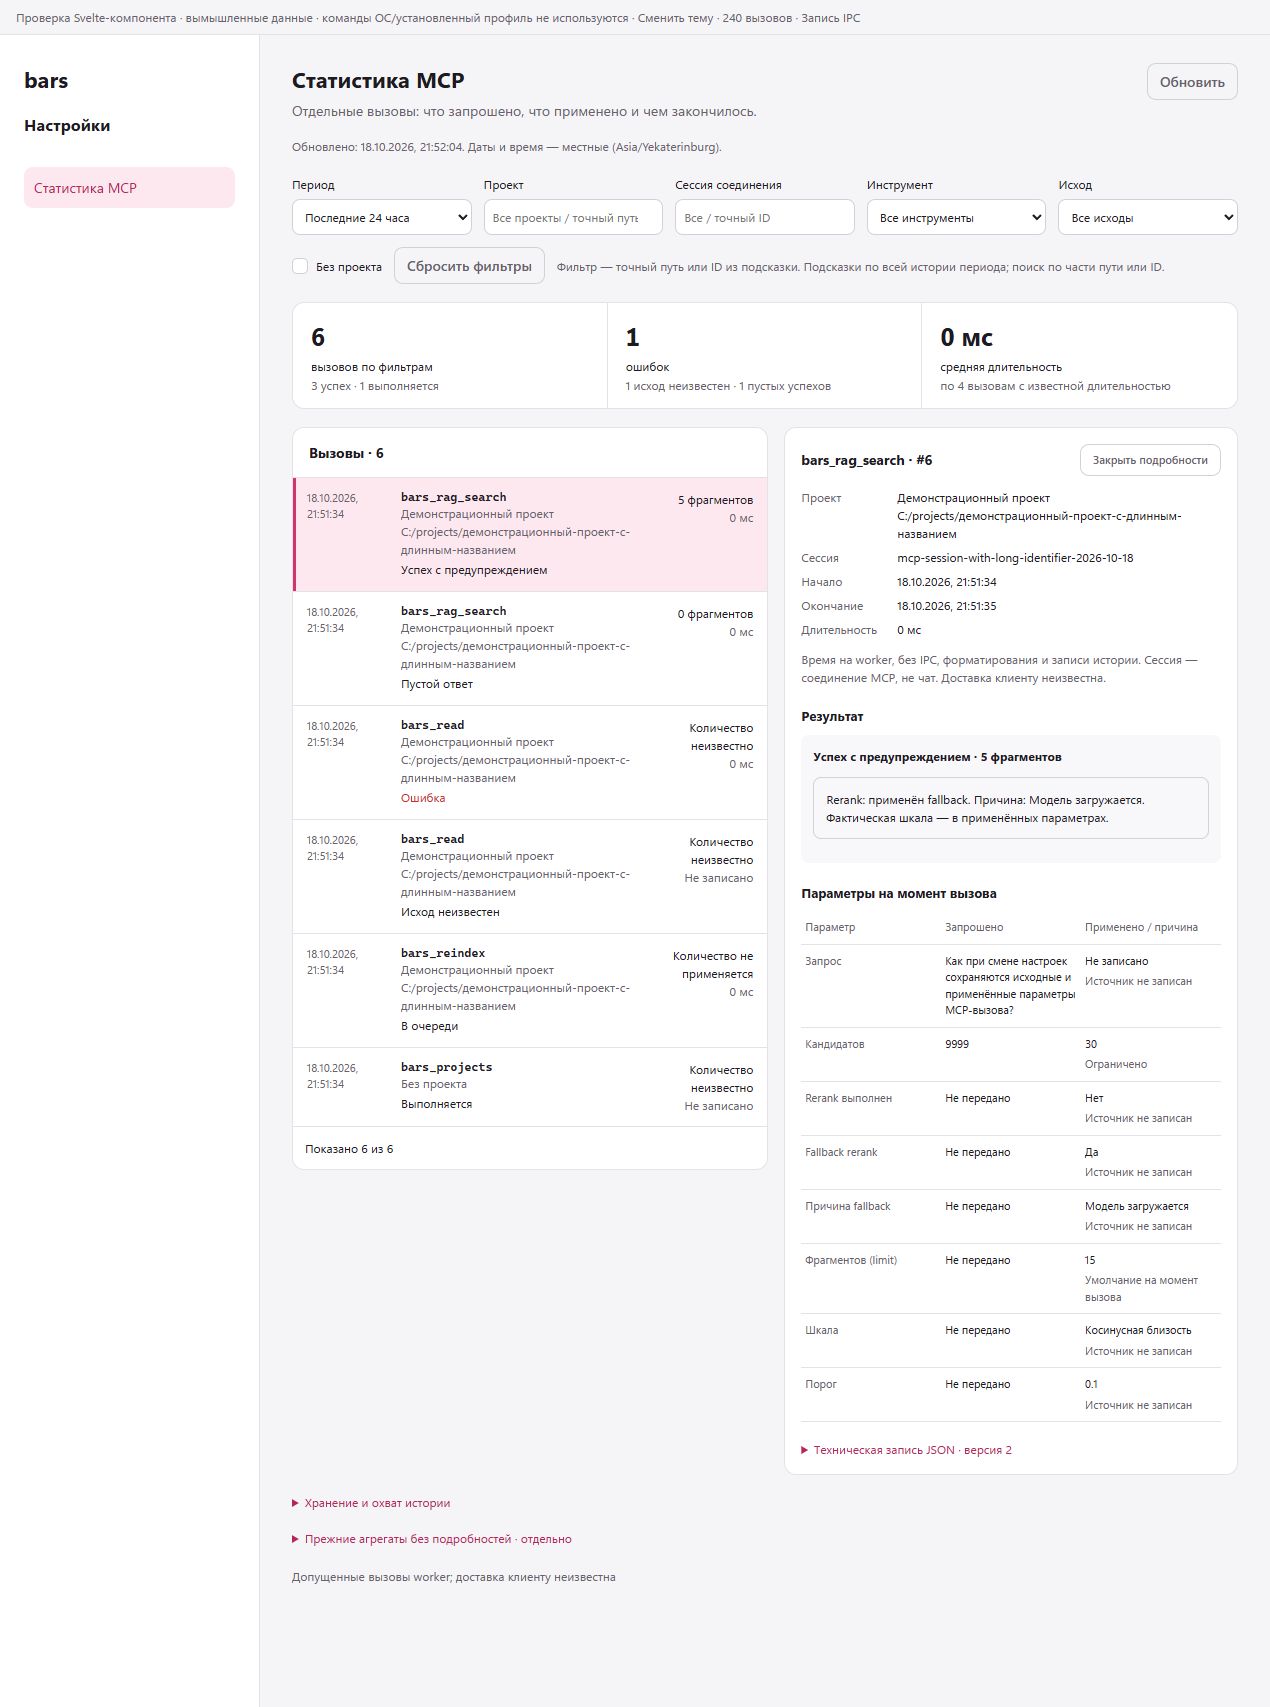 Проверка Svelte-компонента · вымышленные данные · команды ОС/установленный профиль не используются · Сменить тему · 240 вызовов · Запись IPC
bars
Настройки
Статистика MCP
Статистика MCP
Обновить
Отдельные вызовы: что запрошено, что применено и чем закончилось.
Обновлено: 18.10.2026, 21:52:04. Даты и время — местные (Asia/Yekaterinburg).
Период
Проект
Сессия соединения
Инструмент
Исход
Последние 24 часа
Все проекты / точный путь
Все / точный ID
Все инструменты
Все исходы
Без проекта
Сбросить фильтры
Фильтр — точный путь или ID из подсказки. Подсказки по всей истории периода; поиск по части пути или ID.
6
вызовов по фильтрам
3 успех · 1 выполняется
1
ошибок
1 исход неизвестен · 1 пустых успехов
0 мс
средняя длительность
по 4 вызовам с известной длительностью
Вызовы · 6
18.10.2026,
21:51:34
bars_rag_search
Демонстрационный проект
C:/projects/демонстрационный-проект-с-
длинным-названием
Успех с предупреждением
5 фрагментов
0 мс
18.10.2026,
21:51:34
bars_rag_search
Демонстрационный проект
C:/projects/демонстрационный-проект-с-
длинным-названием
Пустой ответ
0 фрагментов
0 мс
18.10.2026,
21:51:34
bars_read
Демонстрационный проект
C:/projects/демонстрационный-проект-с-
длинным-названием
Ошибка
Количество
неизвестно
0 мс
18.10.2026,
21:51:34
bars_read
Демонстрационный проект
C:/projects/демонстрационный-проект-с-
длинным-названием
Исход неизвестен
Количество
неизвестно
Не записано
18.10.2026,
21:51:34
bars_reindex
Демонстрационный проект
C:/projects/демонстрационный-проект-с-
длинным-названием
В очереди
Количество не
применяется
0 мс
18.10.2026,
21:51:34
bars_projects
Без проекта
Выполняется
Количество
неизвестно
Не записано
Показано 6 из 6
bars_rag_search · #6
Закрыть подробности
Проект
Демонстрационный проект
C:/projects/демонстрационный-проект-с-длинным-
названием
Сессия
mcp-session-with-long-identifier-2026-10-18
Начало
18.10.2026, 21:51:34
Окончание
18.10.2026, 21:51:35
Длительность
0 мс
Время на worker, без IPC, форматирования и записи истории. Сессия —
соединение MCP, не чат. Доставка клиенту неизвестна.
Результат
Успех с предупреждением · 5 фрагментов
Rerank: применён fallback. Причина: Модель загружается.
Фактическая шкала — в применённых параметрах.
Параметры на момент вызова
Параметр
Запрошено
Применено / причина
Запрос
Как при смене настроек
сохраняются исходные и
применённые параметры
MCP-вызова?
Не записано
Источник не записан
Кандидатов
9999
30
Ограничено
Rerank выполнен
Не передано
Нет
Источник не записан
Fallback rerank
Не передано
Да
Источник не записан
Причина fallback
Не передано
Модель загружается
Источник не записан
Фрагментов (limit)
Не передано
15
Умолчание на момент
вызова
Шкала
Не передано
Косинусная близость
Источник не записан
Порог
Не передано
0.1
Источник не записан
Техническая запись JSON · версия 2
Хранение и охват истории
Прежние агрегаты без подробностей · отдельно
Допущенные вызовы worker; доставка клиенту неизвестна